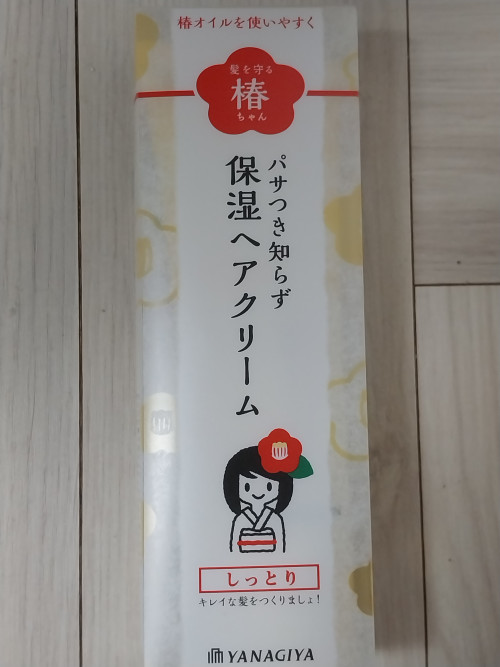 椿オイルを使いやすく
髪を守る
椿
ちゃん
パサつき知らず
保湿ヘアクリーム
しっとり
キレイな髪をつくりましょ!
YANAGIYA